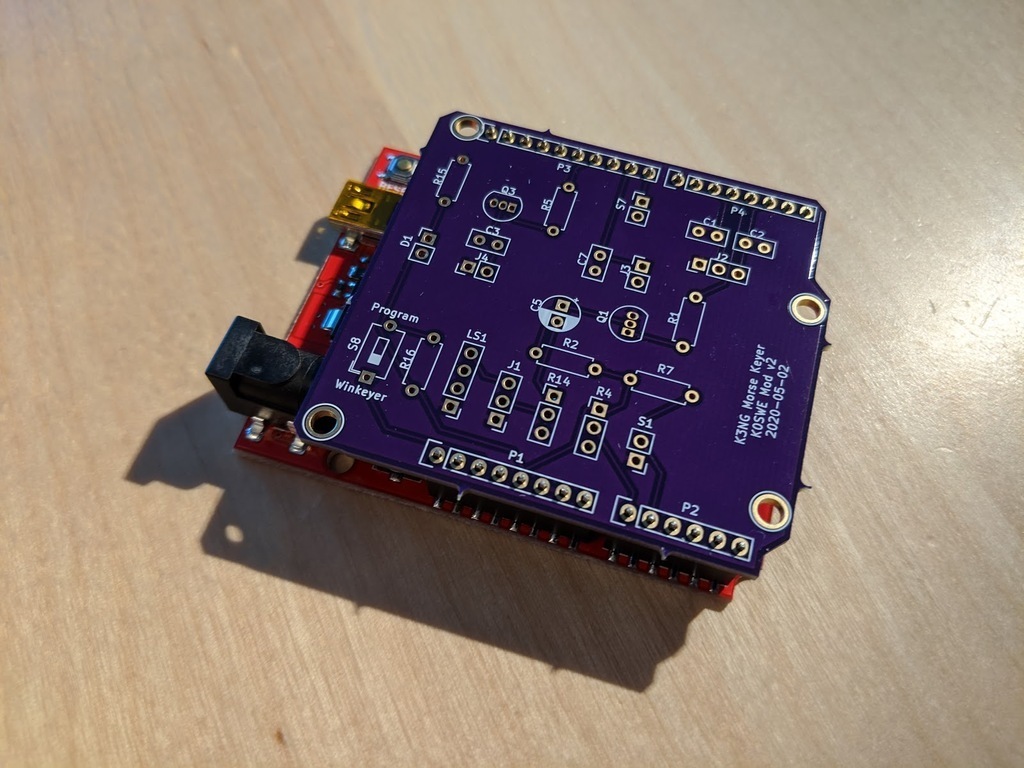 P3
R15
Q3
R5
S7
P4
C1
C2
D1
C3
J4
C7
J3
J2
C5
+
Q1
R1
Program
S8
R16
LS1
J1
R2
R14
R4
R7
Winkeyer
S1
P1
P2
K3NG Morse Keyer
K0SWE Mod v2
2020-05-02